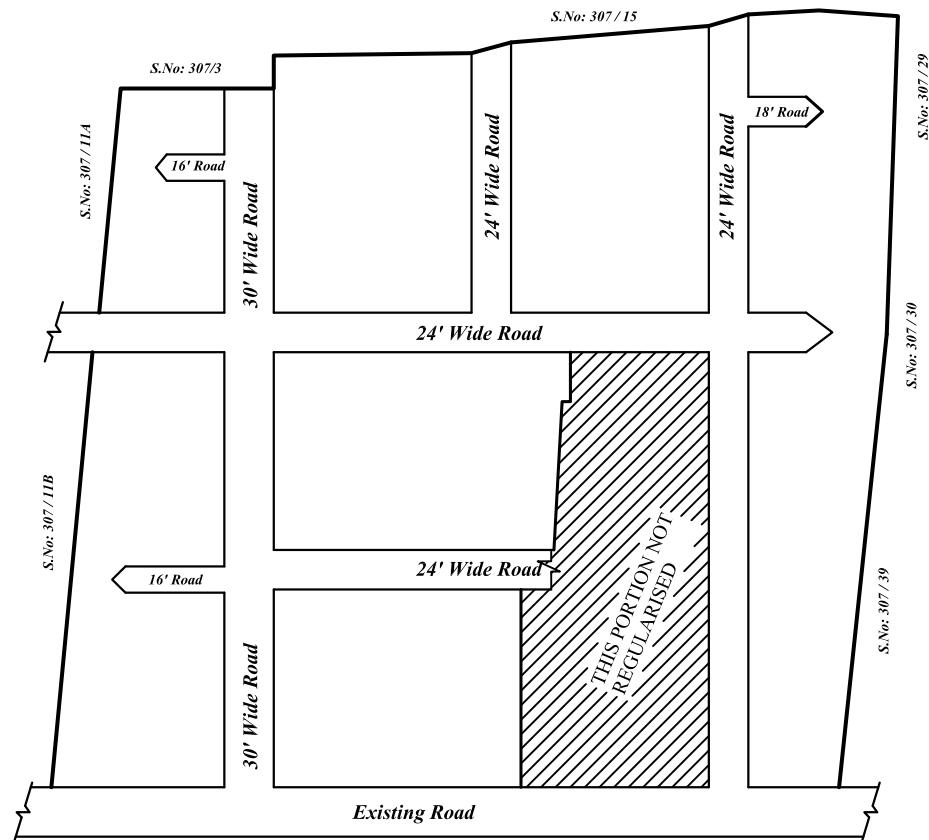 S.No: 307 / 15
S.No: 307/3
S.No: 307 / 29
18' Road
S.No: 307 / 11A
16' Road
24' Wide Road
24' Wide Road
30' Wide Road
24' Wide Road
S.No: 307 / 30
S.No: 307 / 11B
THIS PORTION NOT
REGULARISED
24' Wide Road
16' Road
S.No: 307 / 39
30' Wide Road
Existing Road